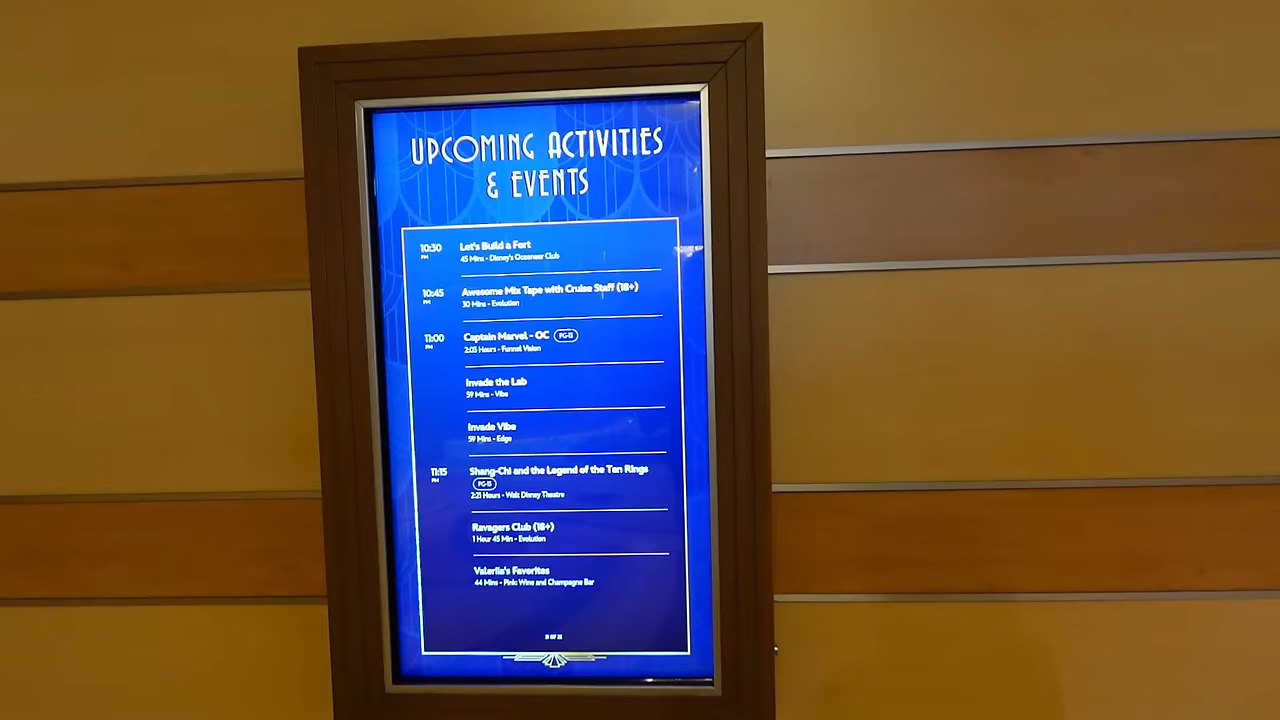 UPCOMING ACTIVITIES
& EVENTS
10:30 Let's Build a Fort
PM 45 Mins - Disney's Oceaneer Club
10:45 Awesome Mix Tape with Cruise Staff (18+)
PM 30 Mins - Evolution
11:00 Captain Marvel - OC PG-13
PM 2:05 Hours - Funnel Vision
Invade the Lab
59 Mins - Vibe
Invade Vibe
59 Mins - Edge
11:15 Shang-Chi and the Legend of the Ten Rings
PM PG-13
2:21 Hours - Walt Disney Theatre
Ravagers Club (18+)
1 Hour 45 Min - Evolution
Valeriia's Favorites
44 Mins - Pink: Wine and Champagne Bar